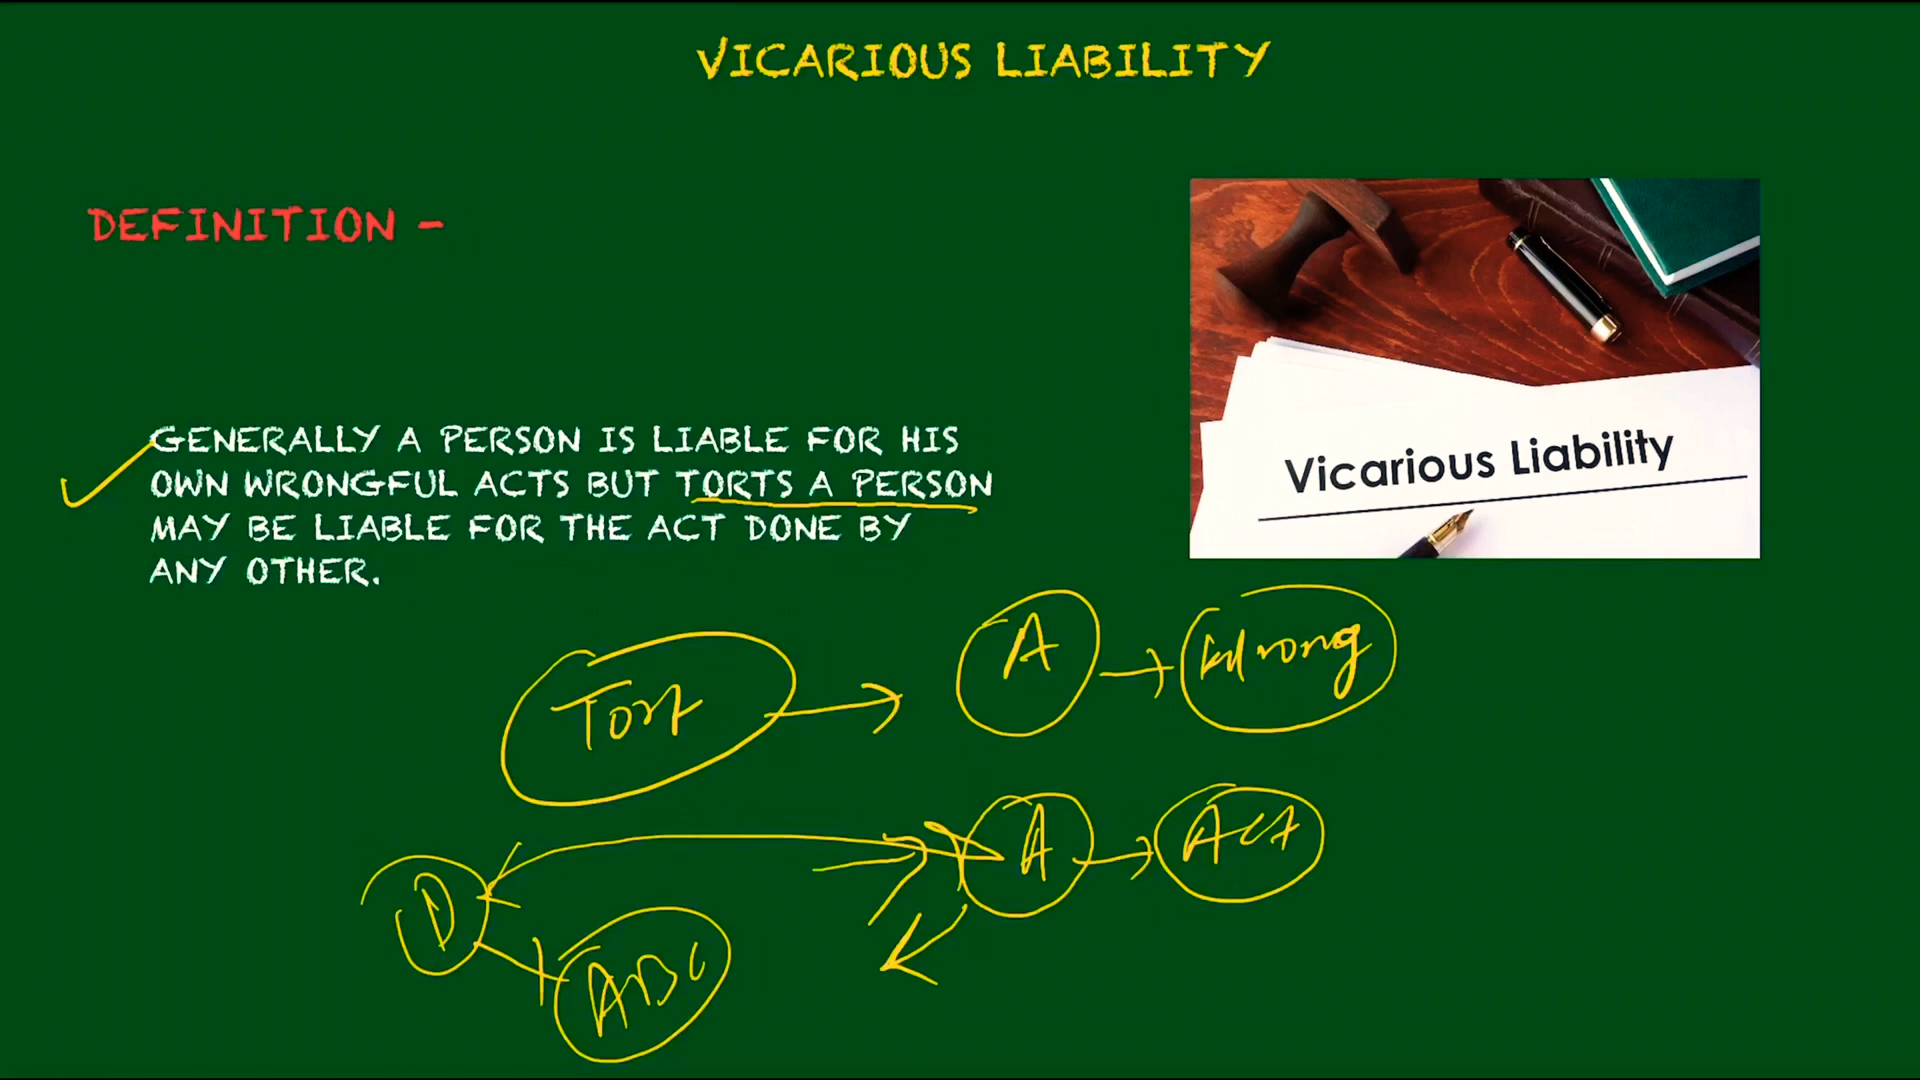 VICARIOUS LIABILITY
DEFINITION -
GENERALLY A PERSON IS LIABLE FOR HIS
OWN WRONGFUL ACTS BUT TORTS A PERSON
MAY BE LIABLE FOR THE ACT DONE BY
ANY OTHER.
Vicarious Liability
A
Wrong
Tort
A
Act
D
ABC